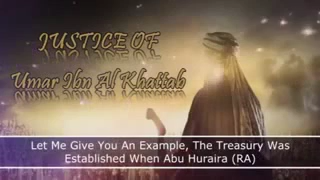 JUSTICE OF
Umar Ibn Al Khattab
Let Me Give You An Example, The Treasury Was
Established When Abu Huraira (RA)